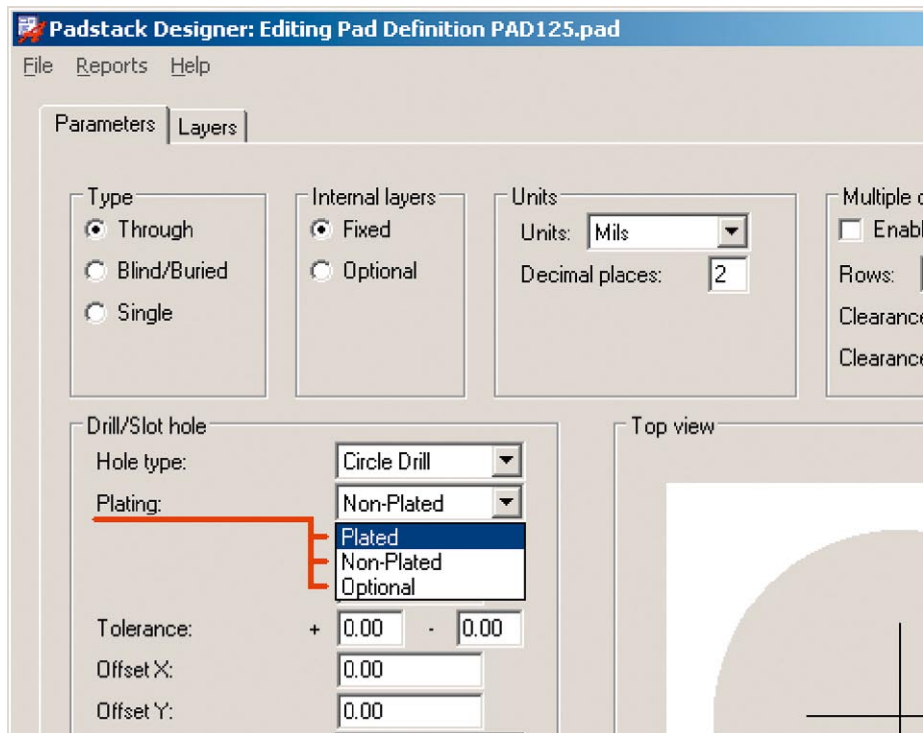 Padstack Designer: Editing Pad Definition PAD125.pad
File Reports Help
Parameters Layers
Type
Through
Blind/Buried
Single
Internal layers
Fixed
Optional
Units
Units: Mils
Decimal places: 2
Multiple
Rows:
Drill/Slot hole
Hole type: Circle Drill
Plating: Non-Plated
Plated
Non-Plated
Optional
Tolerance: + 0.00 - 0.00
Offset X: 0.00
Offset Y: 0.00
Top view